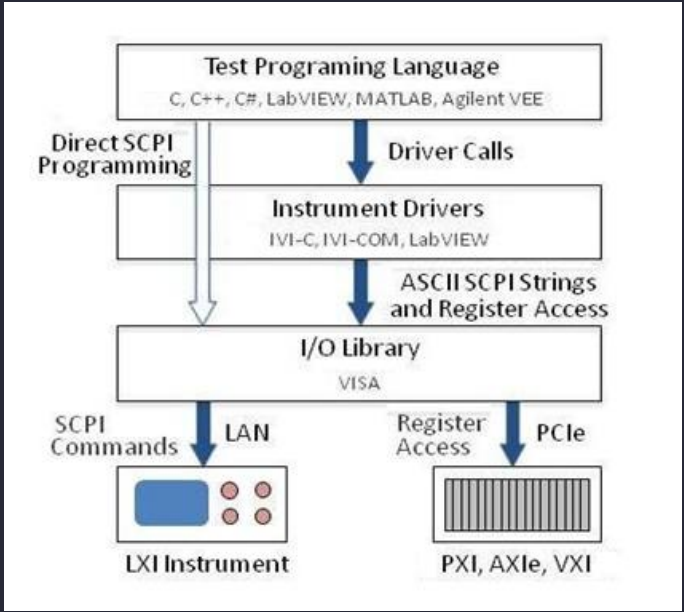 Test Programing Language
C, C++, C#, LabVIEW, MATLAB, Agilent VEE
Direct SCPI
Programming
Driver Calls
Instrument Drivers
IVI-C, IVI-COM, LabVIEW
ASCII SCPI Strings
and Register Access
I/O Library
VISA
SCPI
Commands
LAN
Register
Access
PCIe
LXI Instrument
PXI, AXIe, VXI